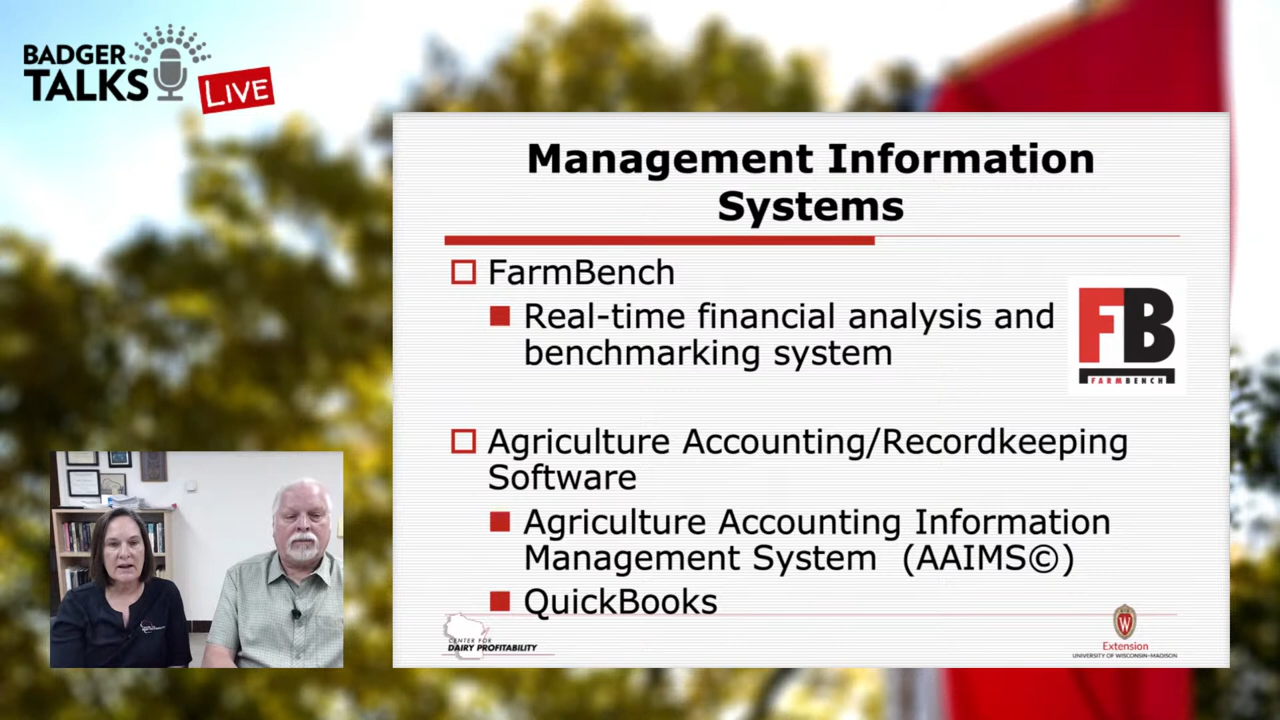 BADGER
TALKS
LIVE
Management Information
Systems
FarmBench
Real-time financial analysis and
benchmarking system
FB
FARMBENCH
Agriculture Accounting/Recordkeeping
Software
Agriculture Accounting Information
Management System (AAIMS©)
QuickBooks
CENTER FOR
DAIRY PROFITABILITY
W
Extension
UNIVERSITY OF WISCONSIN–MADISON